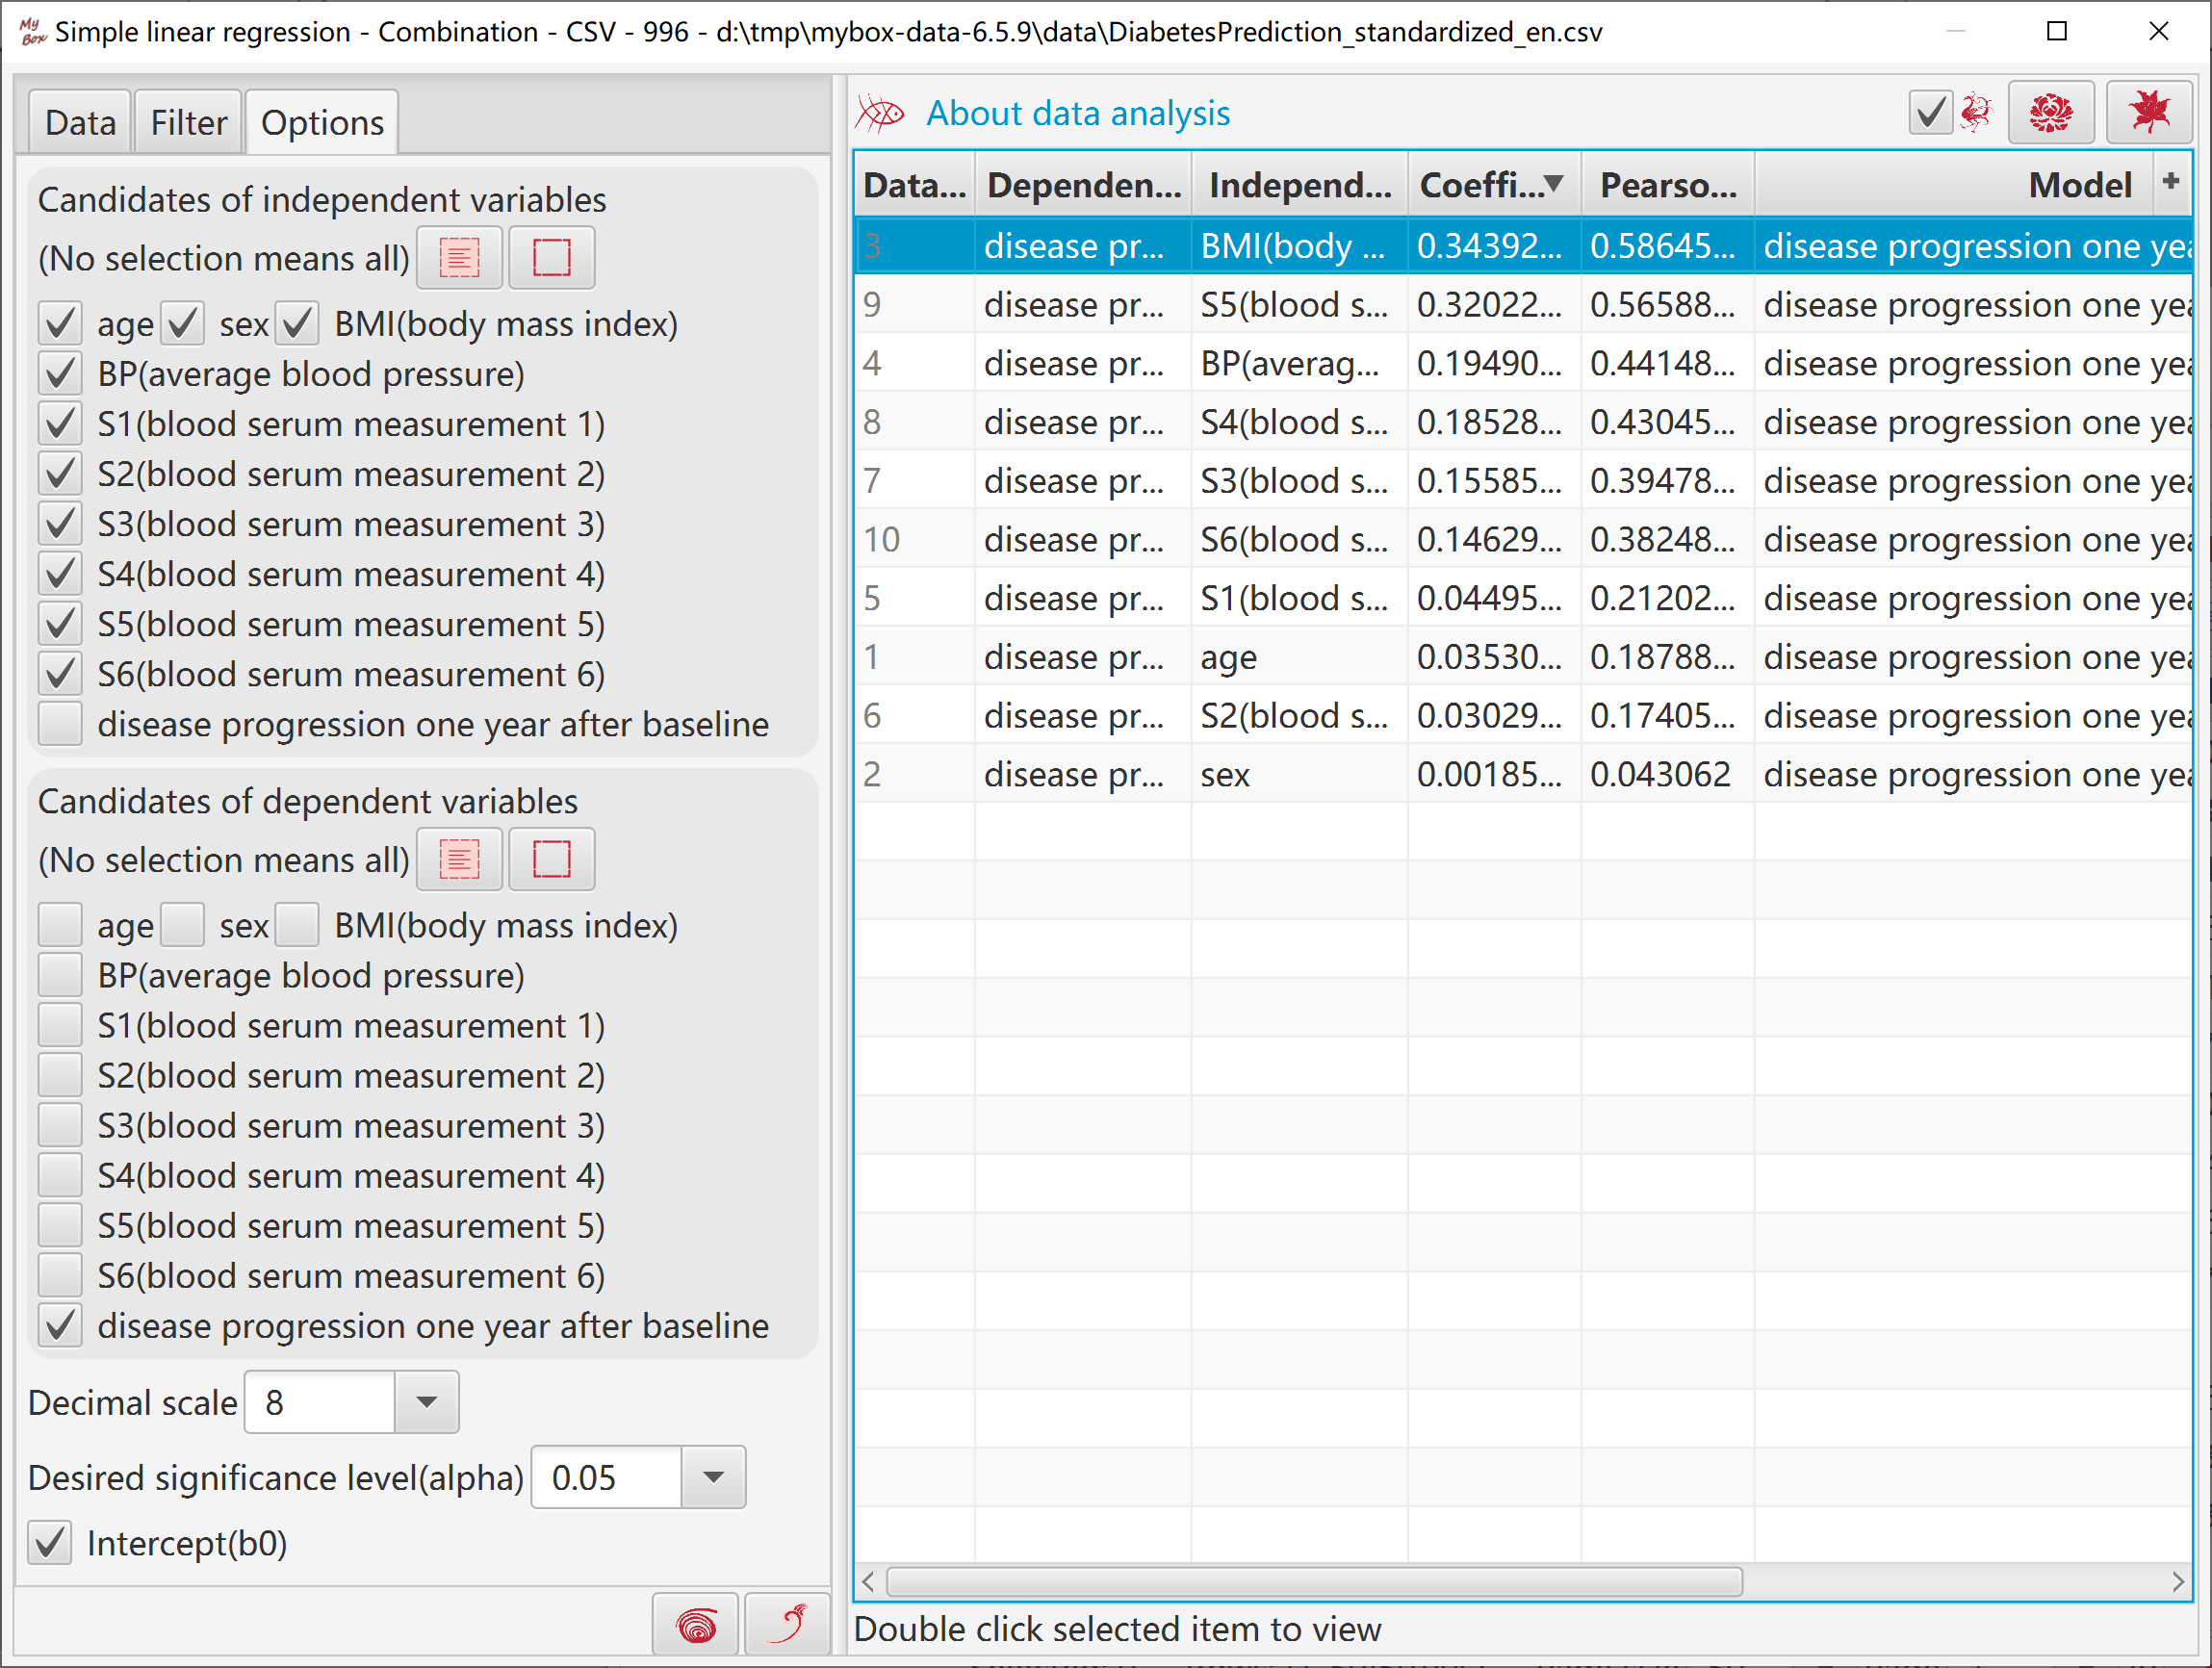 My Box Simple linear regression - Combination - CSV - 996 - d:\tmp\mybox-data-6.5.9\data\DiabetesPrediction_standardized_en.csv
Data Filter Options
Candidates of independent variables
(No selection means all)
age sex BMI(body mass index)
BP(average blood pressure)
S1(blood serum measurement 1)
S2(blood serum measurement 2)
S3(blood serum measurement 3)
S4(blood serum measurement 4)
S5(blood serum measurement 5)
S6(blood serum measurement 6)
disease progression one year after baseline
Candidates of dependent variables
(No selection means all)
age sex BMI(body mass index)
BP(average blood pressure)
S1(blood serum measurement 1)
S2(blood serum measurement 2)
S3(blood serum measurement 3)
S4(blood serum measurement 4)
S5(blood serum measurement 5)
S6(blood serum measurement 6)
disease progression one year after baseline
Decimal scale 8
Desired significance level(alpha) 0.05
Intercept(b0)
About data analysis
Data... Dependen... Independ... Coeffi... Pearso... Model +
3 disease pr... BMI(body ... 0.34392... 0.58645... disease progression one yea
9 disease pr... S5(blood s... 0.32022... 0.56588... disease progression one yea
4 disease pr... BP(averag... 0.19490... 0.44148... disease progression one yea
8 disease pr... S4(blood s... 0.18528... 0.43045... disease progression one yea
7 disease pr... S3(blood s... 0.15585... 0.39478... disease progression one yea
10 disease pr... S6(blood s... 0.14629... 0.38248... disease progression one yea
5 disease pr... S1(blood s... 0.04495... 0.21202... disease progression one yea
1 disease pr... age 0.03530... 0.18788... disease progression one yea
6 disease pr... S2(blood s... 0.03029... 0.17405... disease progression one yea
2 disease pr... sex 0.00185... 0.043062 disease progression one yea
Double click selected item to view